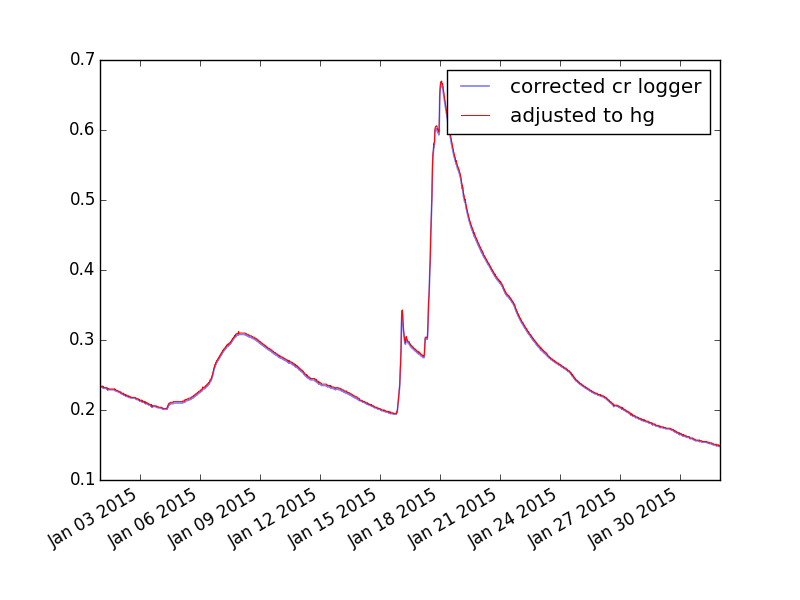 0.7
0.6
0.5
0.4
0.3
0.2
0.1
corrected cr logger
adjusted to hg
Jan 03 2015
Jan 06 2015
Jan 09 2015
Jan 12 2015
Jan 15 2015
Jan 18 2015
Jan 21 2015
Jan 24 2015
Jan 27 2015
Jan 30 2015